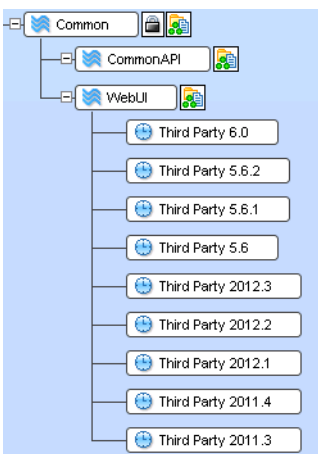 Common
CommonAPI
WebUI
Third Party 6.0
Third Party 5.6.2
Third Party 5.6.1
Third Party 5.6
Third Party 2012.3
Third Party 2012.2
Third Party 2012.1
Third Party 2011.4
Third Party 2011.3